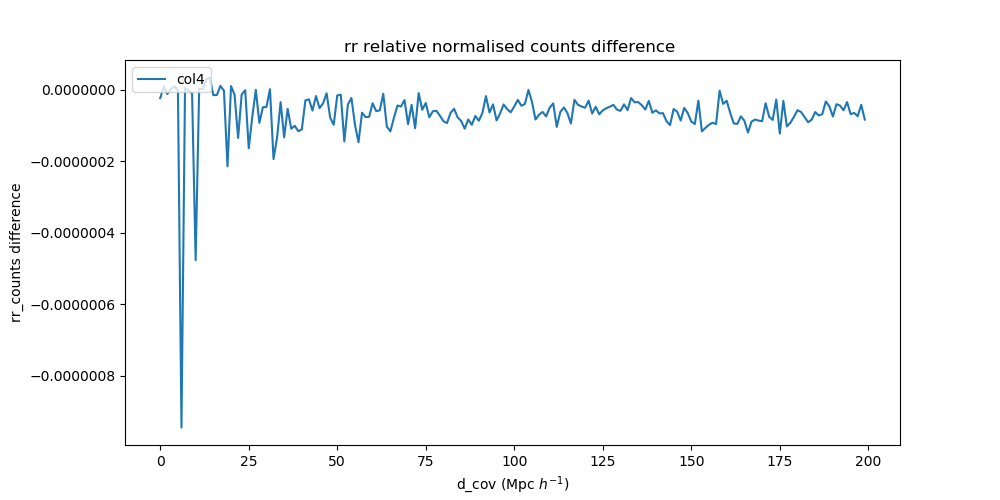 rr relative normalised counts difference
col4
0.0000000
−0.0000002
−0.0000004
−0.0000006
−0.0000008
rr_counts difference
0 25 50 75 100 125 150 175 200
d_cov (Mpc h⁻¹)